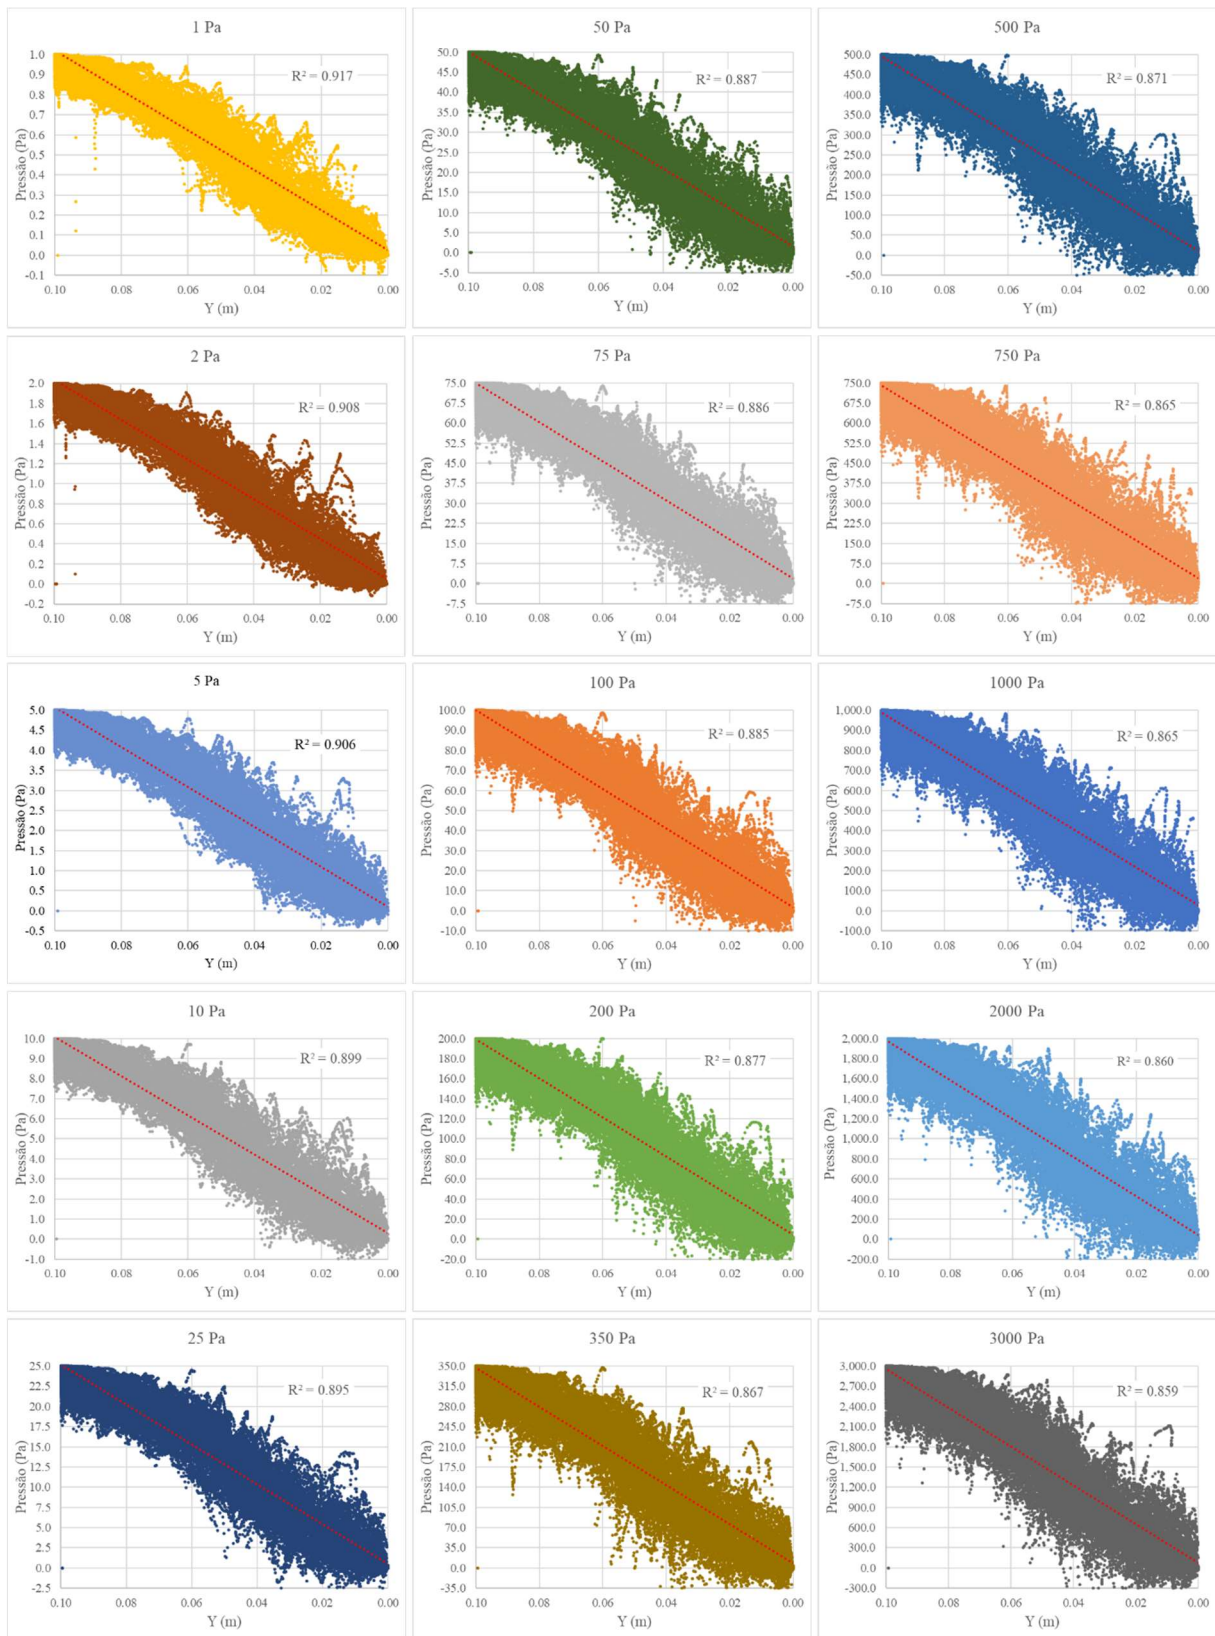 1 Pa
R² = 0.917
Pressão (Pa)
1.0
0.9
0.8
0.7
0.6
0.5
0.4
0.3
0.2
0.1
0.0
-0.1
0.10 0.08 0.06 0.04 0.02 0.00
Y (m)
50 Pa
R² = 0.887
Pressão (Pa)
50.0
45.0
40.0
35.0
30.0
25.0
20.0
15.0
10.0
5.0
0.0
-5.0
0.10 0.08 0.06 0.04 0.02 0.00
Y (m)
500 Pa
R² = 0.871
Pressão (Pa)
500.0
450.0
400.0
350.0
300.0
250.0
200.0
150.0
100.0
50.0
0.0
-50.0
0.10 0.08 0.06 0.04 0.02 0.00
Y (m)
2 Pa
R² = 0.908
Pressão (Pa)
2.0
1.8
1.6
1.4
1.2
1.0
0.8
0.6
0.4
0.2
0.0
-0.2
0.10 0.08 0.06 0.04 0.02 0.00
Y (m)
75 Pa
R² = 0.886
Pressão (Pa)
75.0
67.5
60.0
52.5
45.0
37.5
30.0
22.5
15.0
7.5
0.0
-7.5
0.10 0.08 0.06 0.04 0.02 0.00
Y (m)
750 Pa
R² = 0.865
Pressão (Pa)
750.0
675.0
600.0
525.0
450.0
375.0
300.0
225.0
150.0
75.0
0.0
-75.0
0.10 0.08 0.06 0.04 0.02 0.00
Y (m)
5 Pa
R² = 0.906
Pressão (Pa)
5.0
4.5
4.0
3.5
3.0
2.5
2.0
1.5
1.0
0.5
0.0
-0.5
0.10 0.08 0.06 0.04 0.02 0.00
Y (m)
100 Pa
R² = 0.885
Pressão (Pa)
100.0
90.0
80.0
70.0
60.0
50.0
40.0
30.0
20.0
10.0
0.0
-10.0
0.10 0.08 0.06 0.04 0.02 0.00
Y (m)
1000 Pa
R² = 0.865
Pressão (Pa)
1,000.0
900.0
800.0
700.0
600.0
500.0
400.0
300.0
200.0
100.0
0.0
-100.0
0.10 0.08 0.06 0.04 0.02 0.00
Y (m)
10 Pa
R² = 0.899
Pressão (Pa)
10.0
9.0
8.0
7.0
6.0
5.0
4.0
3.0
2.0
1.0
0.0
-1.0
0.10 0.08 0.06 0.04 0.02 0.00
Y (m)
200 Pa
R² = 0.877
Pressão (Pa)
200.0
180.0
160.0
140.0
120.0
100.0
80.0
60.0
40.0
20.0
0.0
-20.0
0.10 0.08 0.06 0.04 0.02 0.00
Y (m)
2000 Pa
R² = 0.860
Pressão (Pa)
2,000.0
1,800.0
1,600.0
1,400.0
1,200.0
1,000.0
800.0
600.0
400.0
200.0
0.0
-200.0
0.10 0.08 0.06 0.04 0.02 0.00
Y (m)
25 Pa
R² = 0.895
Pressão (Pa)
25.0
22.5
20.0
17.5
15.0
12.5
10.0
7.5
5.0
2.5
0.0
-2.5
0.10 0.08 0.06 0.04 0.02 0.00
Y (m)
350 Pa
R² = 0.867
Pressão (Pa)
350.0
315.0
280.0
245.0
210.0
175.0
140.0
105.0
70.0
35.0
0.0
-35.0
0.10 0.08 0.06 0.04 0.02 0.00
Y (m)
3000 Pa
R² = 0.859
Pressão (Pa)
3,000.0
2,700.0
2,400.0
2,100.0
1,800.0
1,500.0
1,200.0
900.0
600.0
300.0
0.0
-300.0
0.10 0.08 0.06 0.04 0.02 0.00
Y (m)